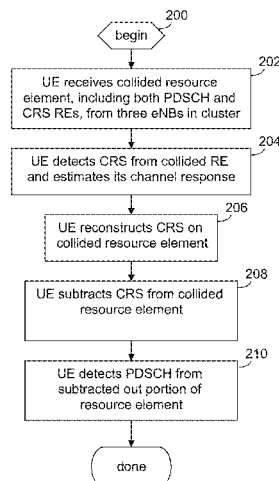 200
begin
202
UE receives collided resource
element, including both PDSCH and
CRS REs, from three eNBs in cluster
204
UE detects CRS from collided RE
and estimates its channel response
206
UE reconstructs CRS on
collided resource element
208
UE subtracts CRS from collided
resource element
210
UE detects PDSCH from
subtracted out portion of
resource element
done